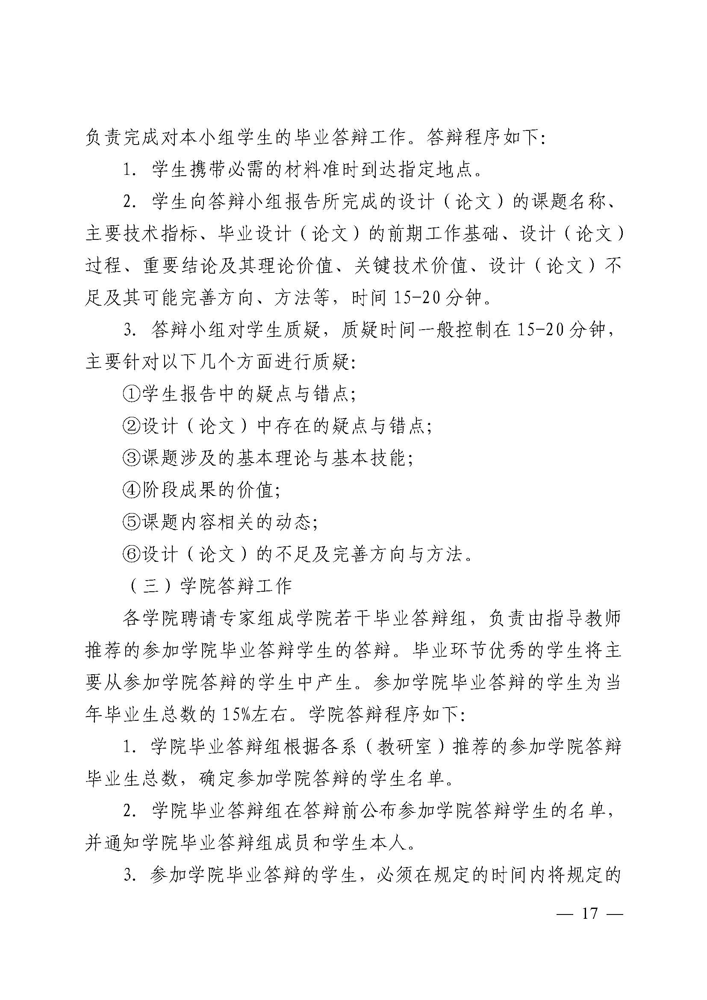 负责完成对本小组学生的毕业答辩工作。答辩程序如下：
1. 学生携带必需的材料准时到达指定地点。
2. 学生向答辩小组报告所完成的设计（论文）的课题名称、
主要技术指标、毕业设计（论文）的前期工作基础、设计（论文）
过程、重要结论及其理论价值、关键技术价值、设计（论文）不
足及其可能完善方向、方法等，时间 15-20 分钟。
3. 答辩小组对学生质疑，质疑时间一般控制在 15-20 分钟，
主要针对以下几个方面进行质疑：
①学生报告中的疑点与错点；
②设计（论文）中存在的疑点与错点；
③课题涉及的基本理论与基本技能；
④阶段成果的价值；
⑤课题内容相关的动态；
⑥设计（论文）的不足及完善方向与方法。
（三）学院答辩工作
各学院聘请专家组成学院若干毕业答辩组，负责由指导教师
推荐的参加学院毕业答辩学生的答辩。毕业环节优秀的学生将主
要从参加学院答辩的学生中产生。参加学院毕业答辩的学生为当
年毕业生总数的 15%左右。学院答辩程序如下：
1. 学院毕业答辩组根据各系（教研室）推荐的参加学院答辩
毕业生总数，确定参加学院答辩的学生名单。
2. 学院毕业答辩组在答辩前公布参加学院答辩学生的名单，
并通知学院毕业答辩组成员和学生本人。
3. 参加学院毕业答辩的学生，必须在规定的时间内将规定的
— 17 —